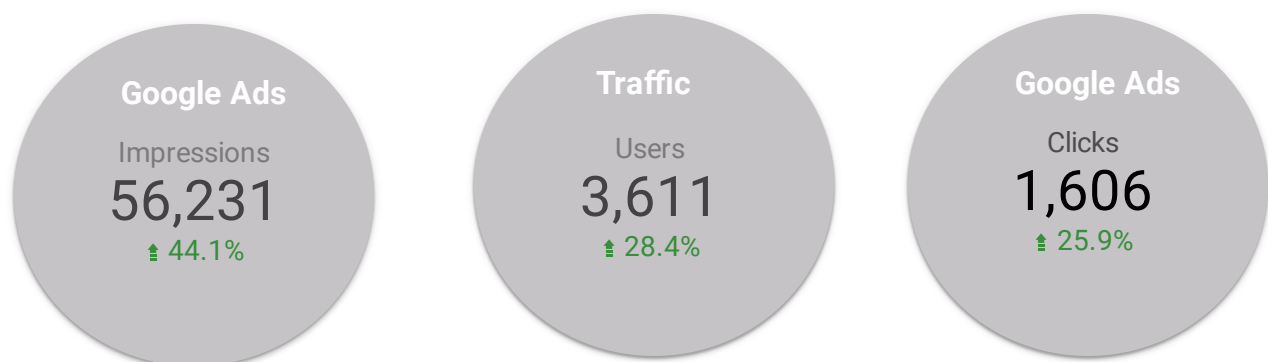 Google Ads
Impressions
56,231
44.1%
Traffic
Users
3,611
28.4%
Google Ads
Clicks
1,606
25.9%